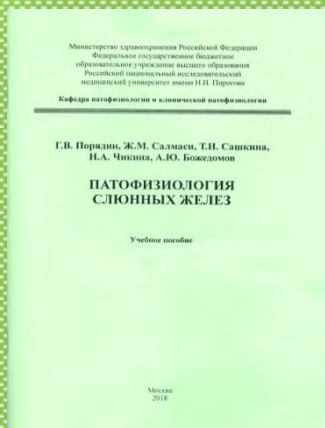 Министерство здравоохранения Российской Федерации
Федеральное государственное бюджетное
образовательное учреждение высшего образования
Российский национальный исследовательский
медицинский университет имени Н.И. Пирогова
Кафедра патофизиологии и клинической патофизиологии
Г.В. Порядин, Ж.М. Салмаси, Т.И. Сашкина,
Н.А. Чикина, А.Ю. Божедомов
ПАТОФИЗИОЛОГИЯ
СЛЮННЫХ ЖЕЛЕЗ
Учебное пособие
Москва
2018